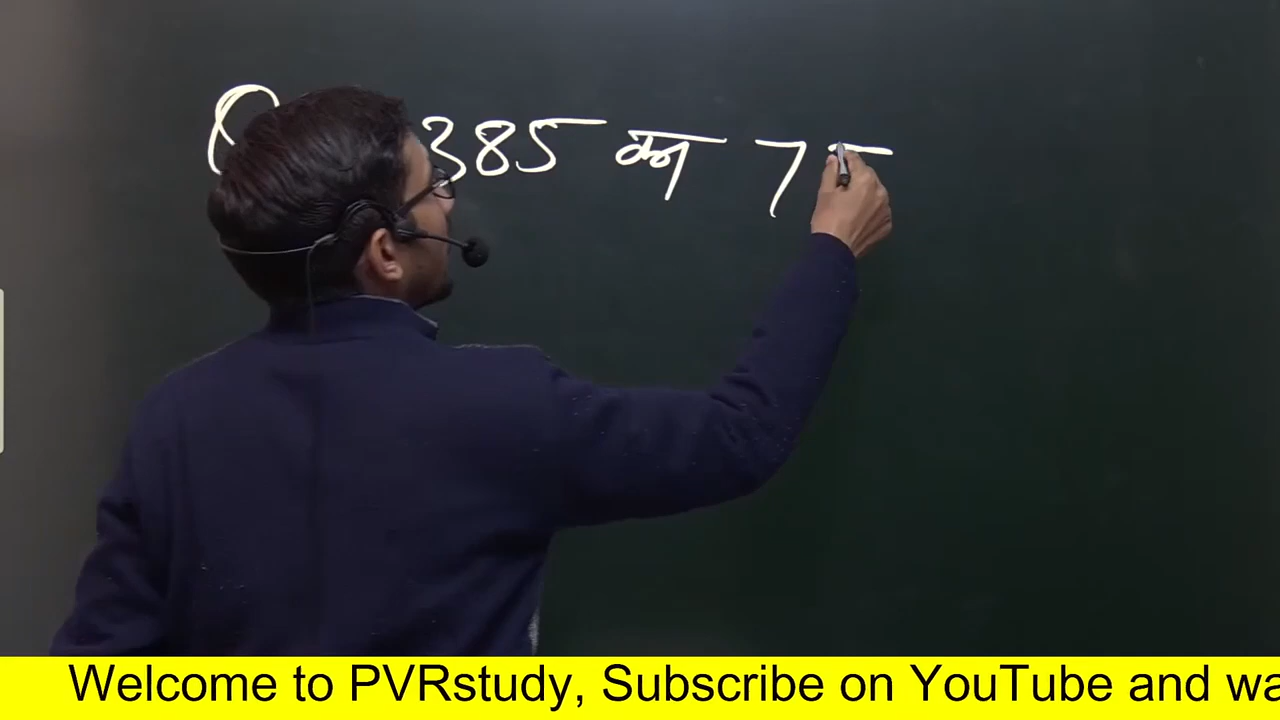 Q 385 का 7
Welcome to PVRstudy, Subscribe on YouTube and wa